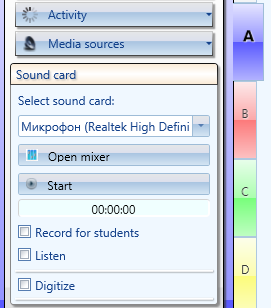 Activity
Media sources
Sound card
Select sound card:
Микрофон (Realtek High Defini
Open mixer
Start
00:00:00
Record for students
Listen
Digitize
A
B
C
D